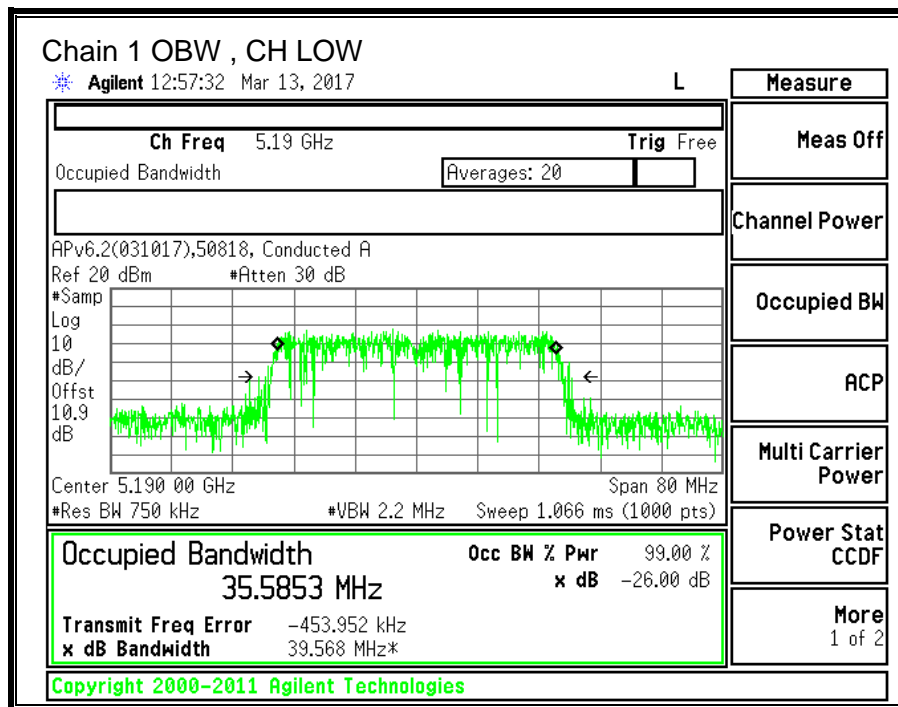 Chain 1 OBW , CH LOW
Agilent 12:57:32 Mar 13, 2017 L
Measure
Ch Freq 5.19 GHz Trig Free
Occupied Bandwidth Averages: 20
APv6.2(031017),50818, Conducted A
Ref 20 dBm #Atten 30 dB
#Samp
Log
10
dB/
Offst
10.9
dB
Center 5.190 00 GHz Span 80 MHz
#Res BW 750 kHz #VBW 2.2 MHz Sweep 1.066 ms (1000 pts)
Occupied Bandwidth Occ BW % Pwr 99.00 %
35.5853 MHz x dB -26.00 dB
Transmit Freq Error -453.952 kHz
x dB Bandwidth 39.568 MHz*
Meas Off
Channel Power
Occupied BW
ACP
Multi Carrier
Power
Power Stat
CCDF
More
1 of 2
Copyright 2000-2011 Agilent Technologies